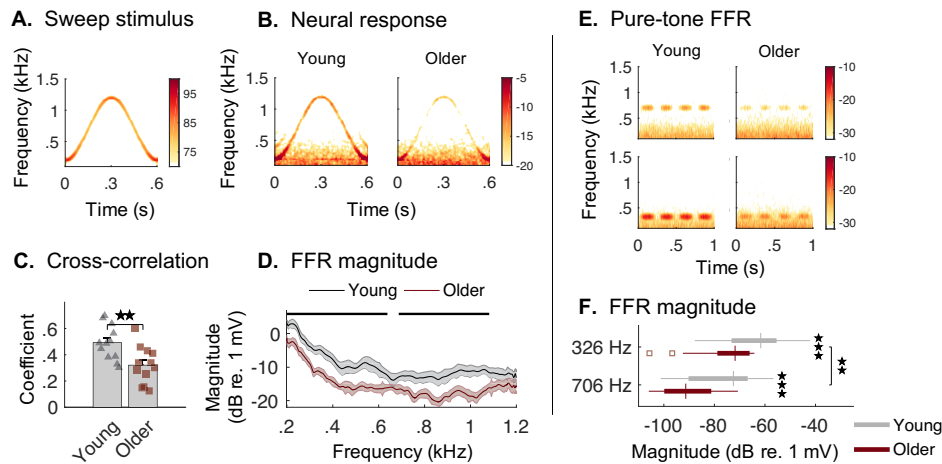 A. Sweep stimulus
Frequency (kHz)
1.5
1
.5
0 .3 .6
Time (s)
95
85
75
B. Neural response
Young Older
Frequency (kHz)
1.5
1
.5
0 .3 .6 0 .3 .6
Time (s)
-5
-10
-15
-20
C. Cross-correlation
Coefficient
.6
.4
.2
0
Young Older
D. FFR magnitude
Young Older
Magnitude
(dB re. 1 mV)
0
-10
-20
.2 .4 .6 .8 1.0 1.2
Frequency (kHz)
E. Pure-tone FFR
Young Older
Frequency (kHz)
1.5
1
.5
-10
-20
-30
1.5
1
.5
-10
-20
-30
0 .5 1 0 .5 1
Time (s)
F. FFR magnitude
326 Hz
706 Hz
-100 -80 -60 -40
Magnitude (dB re. 1 mV)
Young
Older